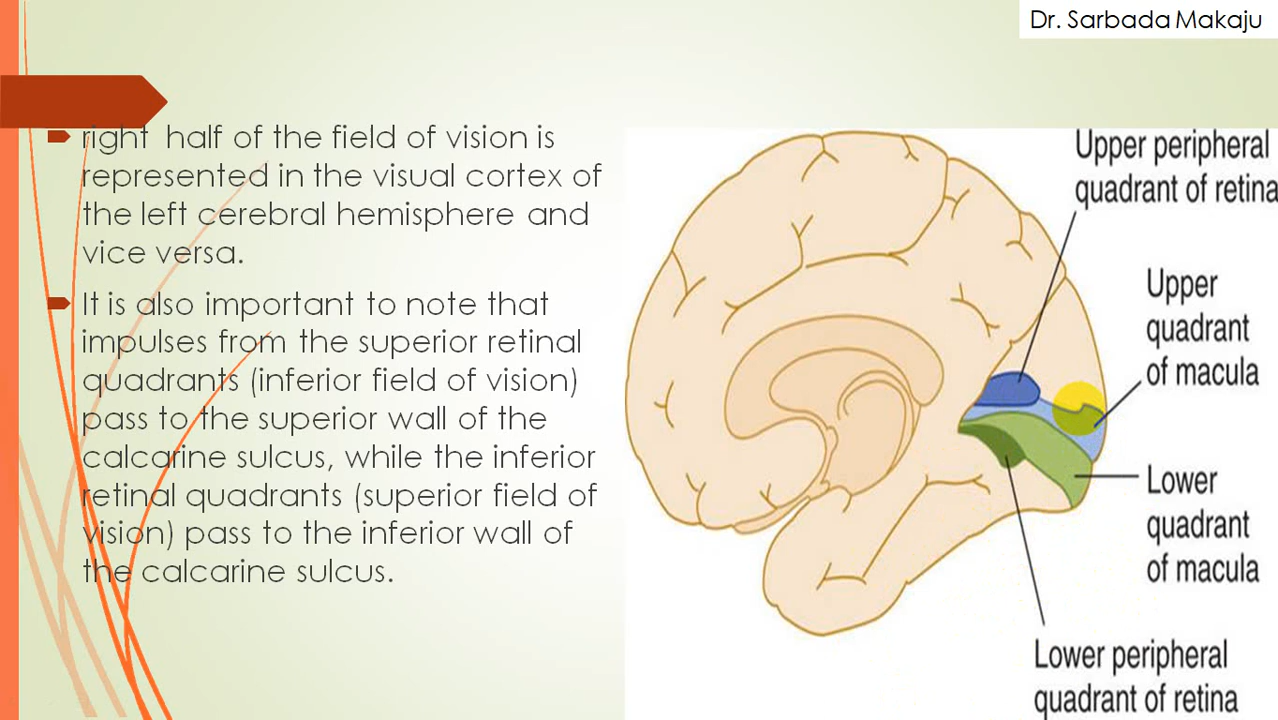 Dr. Sarbada Makaju
right half of the field of vision is
represented in the visual cortex of
the left cerebral hemisphere and
vice versa.
It is also important to note that
impulses from the superior retinal
quadrants (inferior field of vision)
pass to the superior wall of the
calcarine sulcus, while the inferior
retinal quadrants (superior field of
vision) pass to the inferior wall of
the calcarine sulcus.
Upper peripheral
quadrant of retina
Upper
quadrant
of macula
Lower
quadrant
of macula
Lower peripheral
quadrant of retina